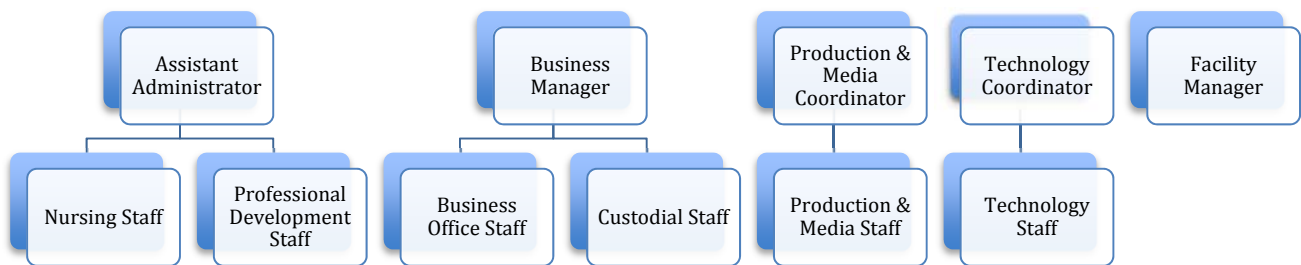 Assistant
Administrator
Business
Manager
Production &
Media
Coordinator
Technology
Coordinator
Facility
Manager
Nursing Staff
Professional
Development
Staff
Business
Office Staff
Custodial Staff
Production &
Media Staff
Technology
Staff